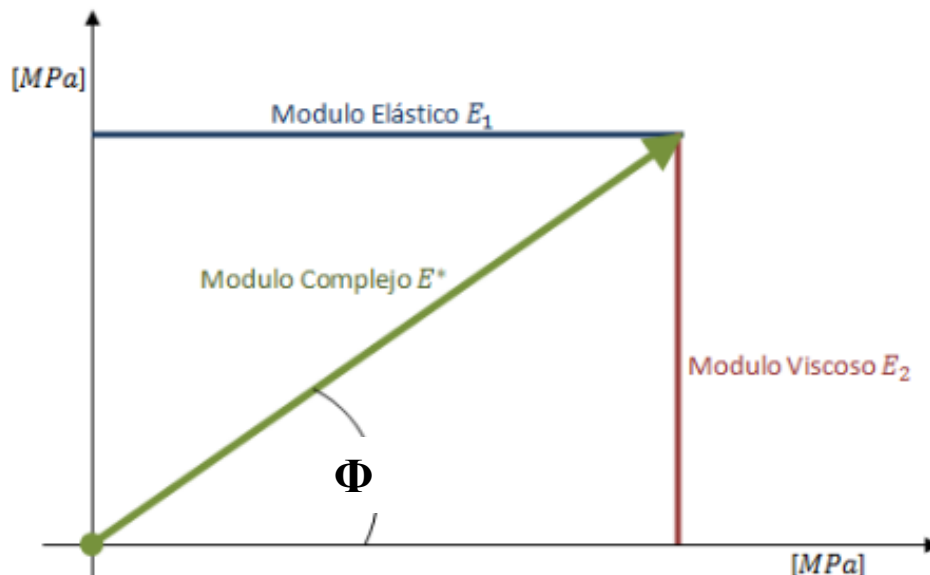 [MPa]
Modulo Elástico E₁
Modulo Complejo E*
Modulo Viscoso E₂
Φ
[MPa]